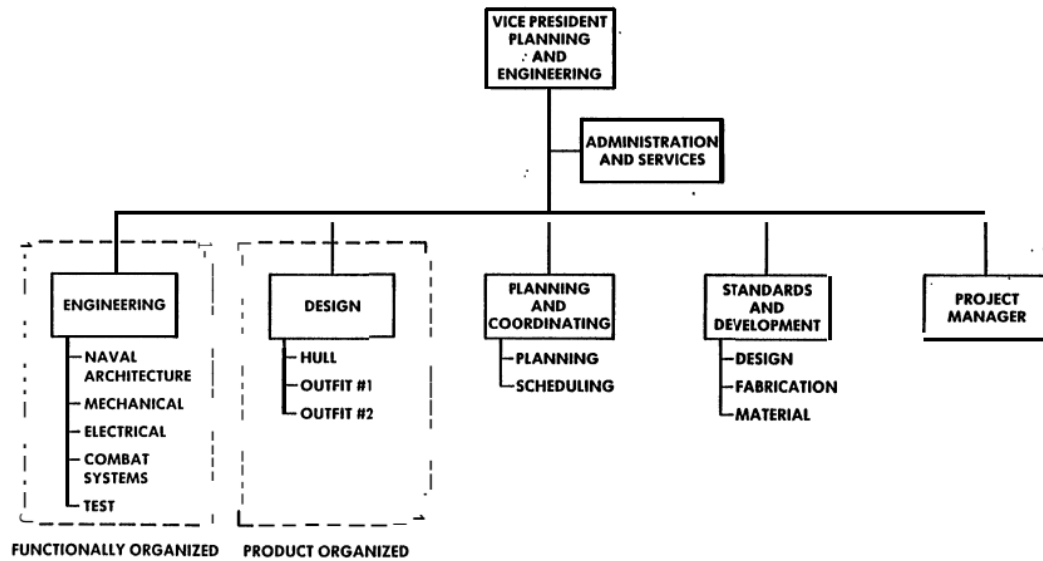 VICE PRESIDENT
PLANNING
AND
ENGINEERING
ADMINISTRATION
AND SERVICES
ENGINEERING
NAVAL
ARCHITECTURE
MECHANICAL
ELECTRICAL
COMBAT
SYSTEMS
TEST
FUNCTIONALLY ORGANIZED
DESIGN
HULL
OUTFIT #1
OUTFIT #2
PRODUCT ORGANIZED
PLANNING
AND
COORDINATING
PLANNING
SCHEDULING
STANDARDS
AND
DEVELOPMENT
DESIGN
FABRICATION
MATERIAL
PROJECT
MANAGER